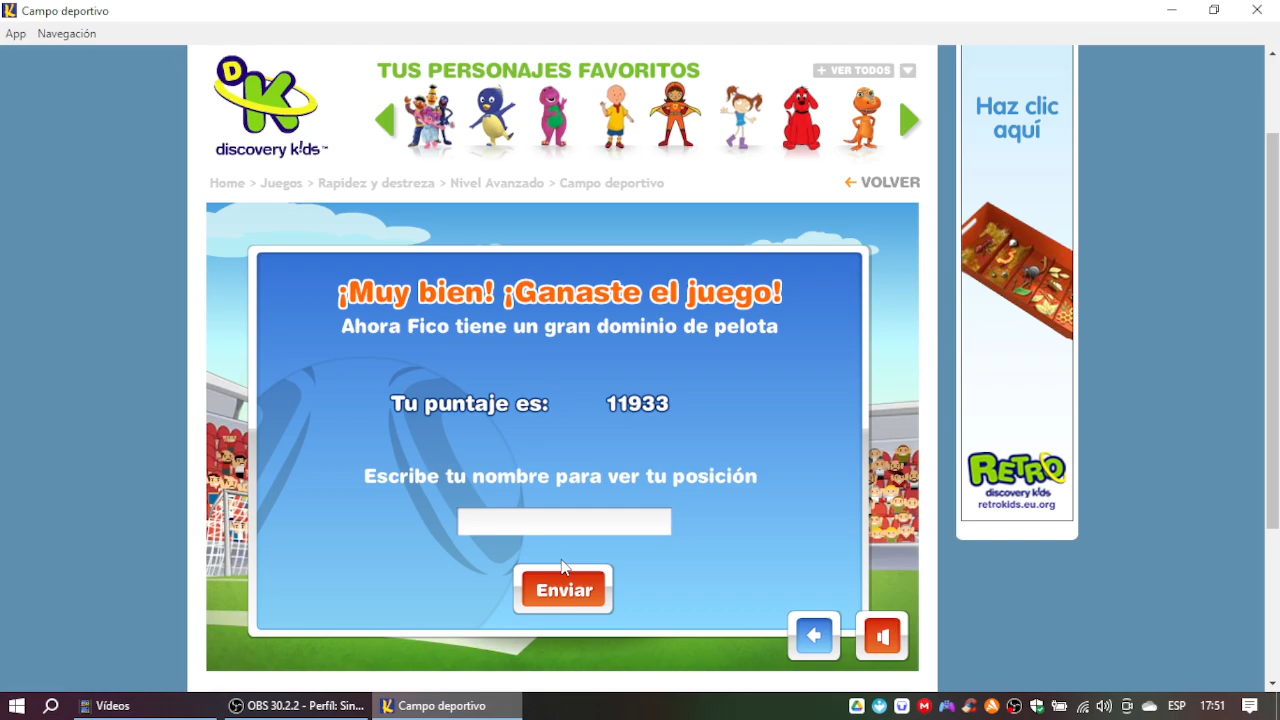 Campo deportivo
App Navegación
D
K
discovery k!ds™
TUS PERSONAJES FAVORITOS
+ VER TODOS
Home > Juegos > Rapidez y destreza > Nivel Avanzado > Campo deportivo
VOLVER
¡Muy bien! ¡Ganaste el juego!
Ahora Fico tiene un gran dominio de pelota
Tu puntaje es: 11933
Escribe tu nombre para ver tu posición
Enviar
Haz clic
aquí
RETRO
discovery k!ds
retrokids.eu.org
Vídeos
OBS 30.2.2 - Perfil: Sin...
Campo deportivo
ESP
17:51